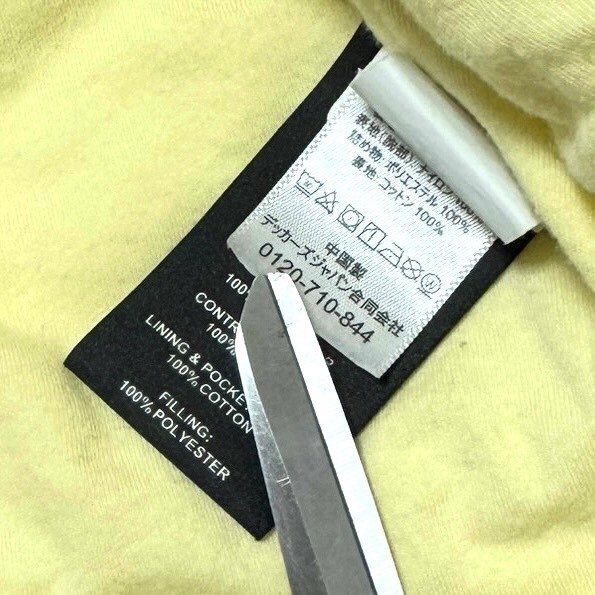 表地(胸部) ナイロン 100%
詰め物: ポリエステル 100%
裏地: コットン 100%
中国製
デッカーズジャパン合同会社
0120-710-844
100%
CONTR
100%
LINING & POCKE
100% COTTON
FILLING:
100% POLYESTER